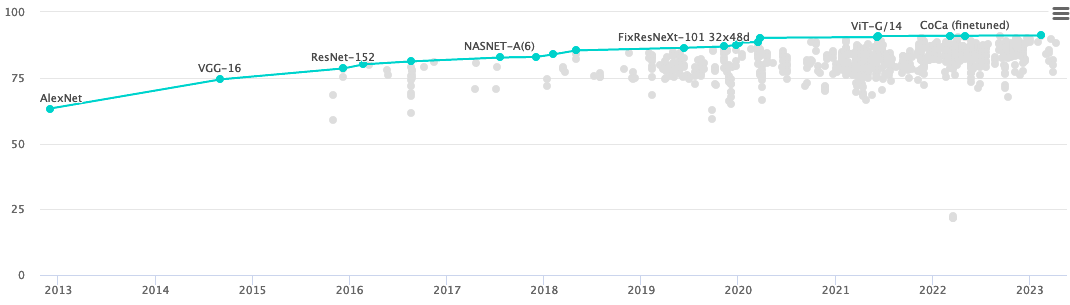 100
75
50
25
0
AlexNet
VGG-16
ResNet-152
NASNET-A(6)
FixResNeXt-101 32x48d
ViT-G/14
CoCa (finetuned)
2013 2014 2015 2016 2017 2018 2019 2020 2021 2022 2023